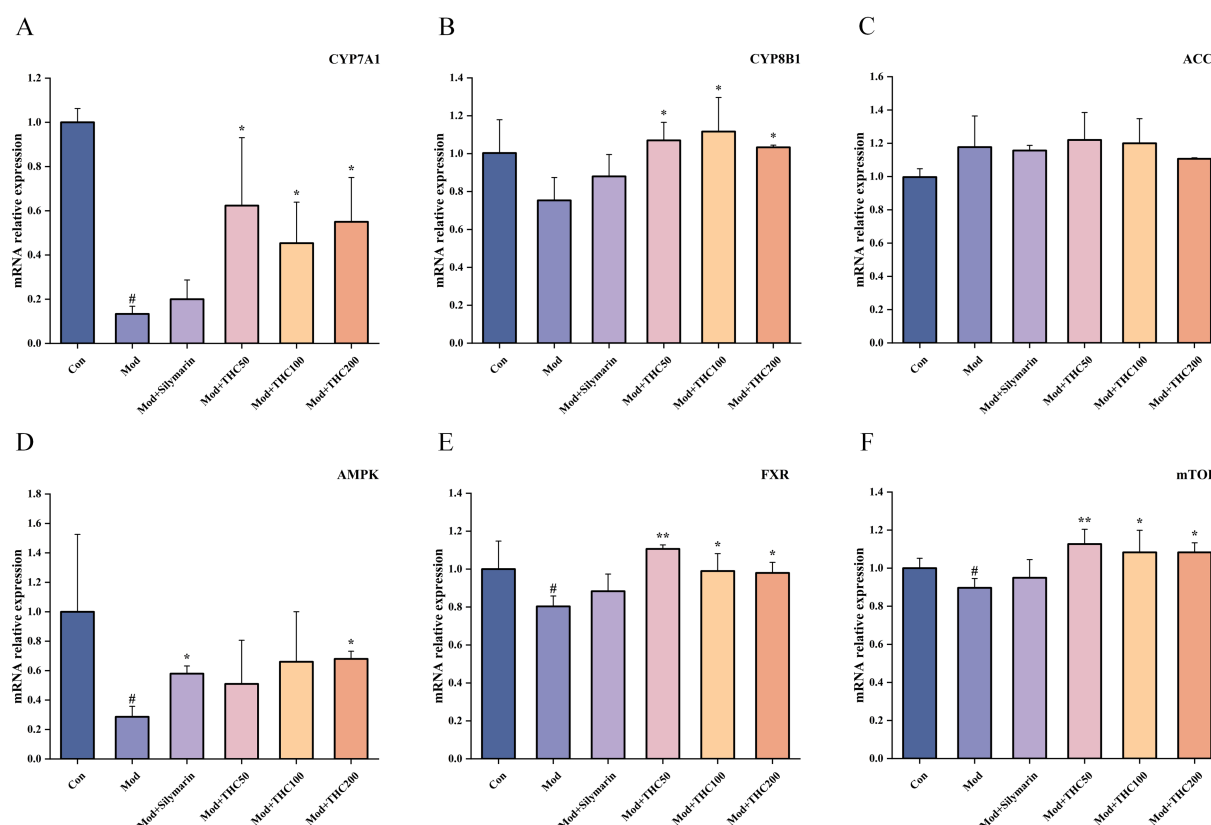 A
CYP7A1
mRNA relative expression
1.2
1.0
0.8
0.6
0.4
0.2
0.0
#
*
*
*
Con
Mod
Mod+Silymarin
Mod+THC50
Mod+THC100
Mod+THC200
B
CYP8B1
mRNA relative expression
1.4
1.2
1.0
0.8
0.6
0.4
0.2
0.0
*
*
*
Con
Mod
Mod+Silymarin
Mod+THC50
Mod+THC100
Mod+THC200
C
ACC
mRNA relative expression
1.6
1.4
1.2
1.0
0.8
0.6
0.4
0.2
0.0
Con
Mod
Mod+Silymarin
Mod+THC50
Mod+THC100
Mod+THC200
D
AMPK
mRNA relative expression
1.8
1.6
1.4
1.2
1.0
0.8
0.6
0.4
0.2
0.0
#
*
*
Con
Mod
Mod+Silymarin
Mod+THC50
Mod+THC100
Mod+THC200
E
FXR
mRNA relative expression
1.4
1.2
1.0
0.8
0.6
0.4
0.2
0.0
#
**
*
*
Con
Mod
Mod+Silymarin
Mod+THC50
Mod+THC100
Mod+THC200
F
mRNA relative expression
1.4
1.2
1.0
0.8
0.6
0.4
0.2
0.0
#
**
*
*
Con
Mod
Mod+Silymarin
Mod+THC50
Mod+THC100
Mod+THC200